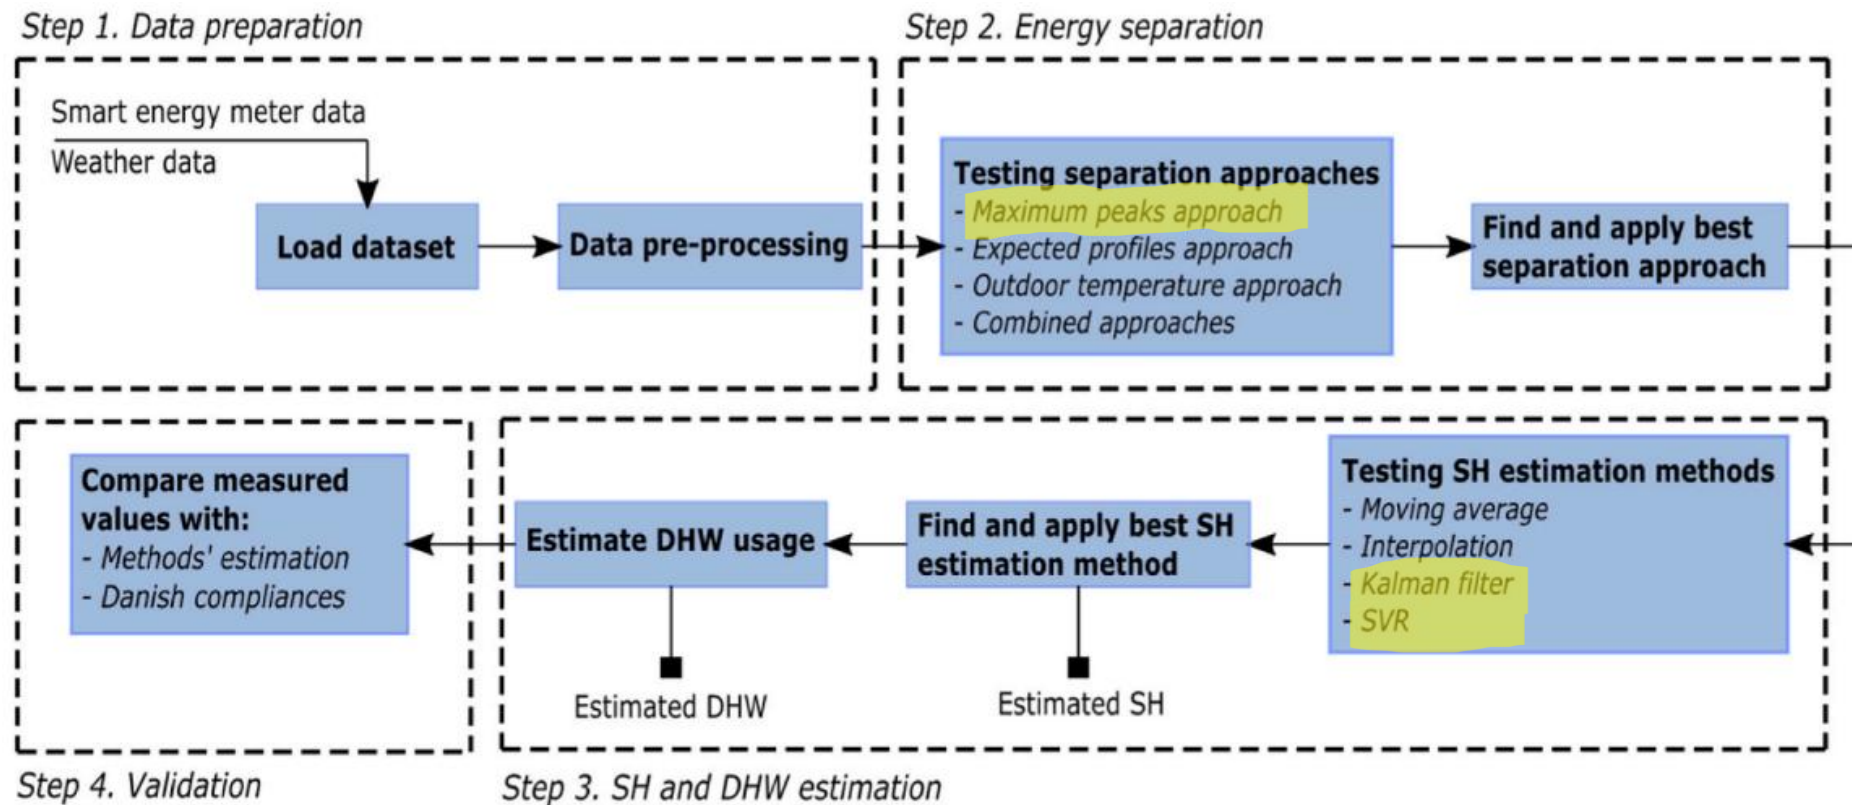 Step 1. Data preparation
Smart energy meter data
Weather data
Load dataset
Data pre-processing
Step 2. Energy separation
Testing separation approaches
- Maximum peaks approach
- Expected profiles approach
- Outdoor temperature approach
- Combined approaches
Find and apply best
separation approach
Testing SH estimation methods
- Moving average
- Interpolation
- Kalman filter
- SVR
Find and apply best SH
estimation method
Estimated SH
Estimate DHW usage
Estimated DHW
Step 3. SH and DHW estimation
Compare measured
values with:
- Methods' estimation
- Danish compliances
Step 4. Validation